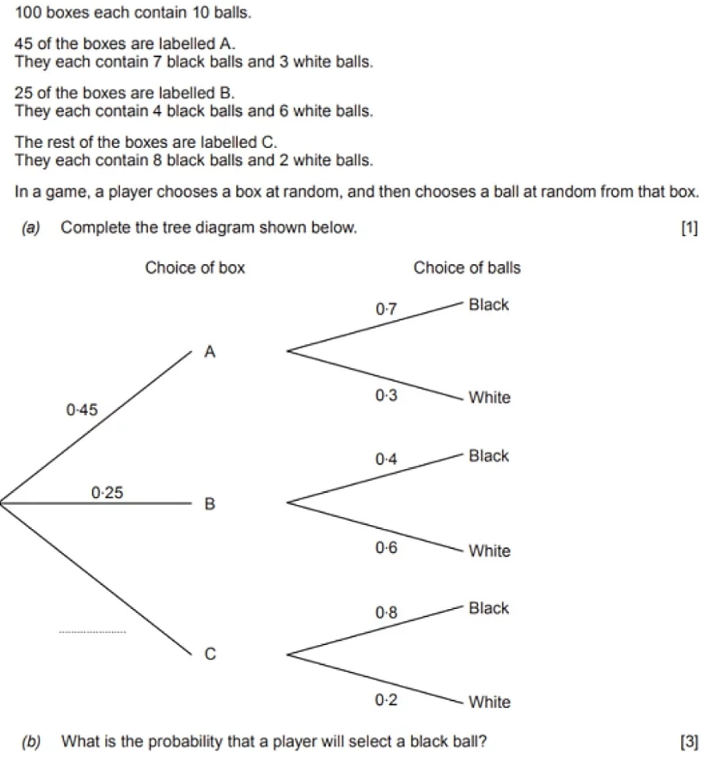 100 boxes each contain 10 balls.
45 of the boxes are labelled A.
They each contain 7 black balls and 3 white balls.
25 of the boxes are labelled B.
They each contain 4 black balls and 6 white balls.
The rest of the boxes are labelled C.
They each contain 8 black balls and 2 white balls.
In a game, a player chooses a box at random, and then chooses a ball at random from that box.
(a) Complete the tree diagram shown below. [1]
Choice of box Choice of balls
0·7 Black
A
0·3 White
0·45
0·4 Black
0·25
B
0·6 White
0·8 Black
C
0·2 White
(b) What is the probability that a player will select a black ball? [3]